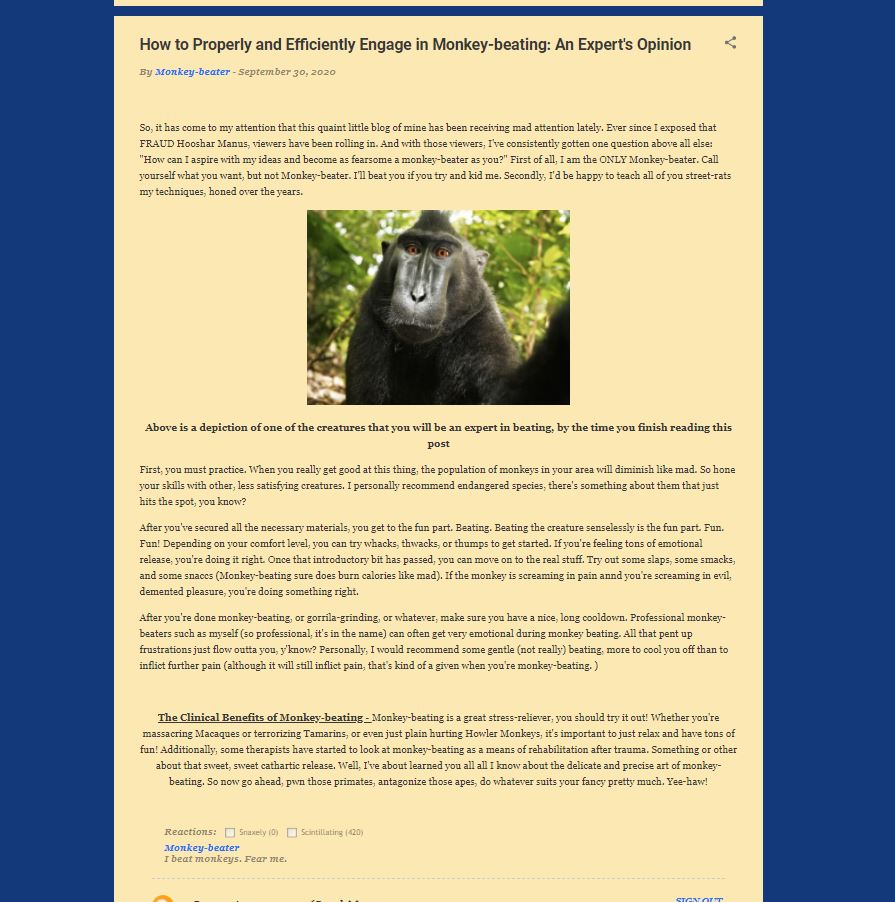 How to Properly and Efficiently Engage in Monkey-beating: An Expert's Opinion
By Monkey-beater - September 30, 2020
So, it has come to my attention that this quaint little blog of mine has been receiving mad attention lately. Ever since I exposed that
FRAUD Hooshar Manus, viewers have been rolling in. And with those viewers, I've consistently gotten one question above all else:
"How can I aspire with my ideas and become as fearsome a monkey-beater as you?" First of all, I am the ONLY Monkey-beater. Call
yourself what you want, but not Monkey-beater. I'll beat you if you try and kid me. Secondly, I'd be happy to teach all of you street-rats
my techniques, honed over the years.
Above is a depiction of one of the creatures that you will be an expert in beating, by the time you finish reading this
post
First, you must practice. When you really get good at this thing, the population of monkeys in your area will diminish like mad. So hone
your skills with other, less satisfying creatures. I personally recommend endangered species, there's something about them that just
hits the spot, you know?
After you've secured all the necessary materials, you get to the fun part. Beating. Beating the creature senselessly is the fun part. Fun.
Fun! Depending on your comfort level, you can try whacks, thwacks, or thumps to get started. If you're feeling tons of emotional
release, you're doing it right. Once that introductory bit has passed, you can move on to the real stuff. Try out some slaps, some smacks,
and some snaccs (Monkey-beating sure does burn calories like mad). If the monkey is screaming in pain annd you're screaming in evil,
demented pleasure, you're doing something right.
After you're done monkey-beating, or gorrila-grinding, or whatever, make sure you have a nice, long cooldown. Professional monkey-
beaters such as myself (so professional, it's in the name) can often get very emotional during monkey beating. All that pent up
frustrations just flow outta you, y'know? Personally, I would recommend some gentle (not really) beating, more to cool you off than to
inflict further pain (although it will still inflict pain, that's kind of a given when you're monkey-beating. )
The Clinical Benefits of Monkey-beating - Monkey-beating is a great stress-reliever, you should try it out! Whether you're
massacring Macaques or terrorizing Tamarins, or even just plain hurting Howler Monkeys, it's important to just relax and have tons of
fun! Additionally, some therapists have started to look at monkey-beating as a means of rehabilitation after trauma. Something or other
about that sweet, sweet cathartic release. Well, I've about learned you all all I know about the delicate and precise art of monkey-
beating. So now go ahead, pwn those primates, antagonize those apes, do whatever suits your fancy pretty much. Yee-haw!
Reactions: Snaxely (0) Scintillating (420)
Monkey-beater
I beat monkeys. Fear me.
SIGN OUT